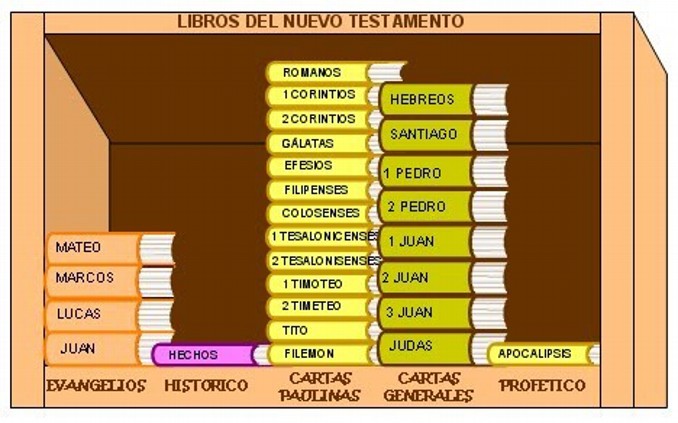 LIBROS DEL NUEVO TESTAMENTO
MATEO
MARCOS
LUCAS
JUAN
EVANGELIOS
HECHOS
HISTORICO
ROMANOS
1 CORINTIOS
2 CORINTIOS
GÁLATAS
EFESIOS
FILIPENSES
COLOSENSES
1 TESALONICENSES
2 TESALONISENSES
1 TIMOTEO
2 TIMETEO
TITO
FILEMON
CARTAS
PAULINAS
HEBREOS
SANTIAGO
1 PEDRO
2 PEDRO
1 JUAN
2 JUAN
3 JUAN
JUDAS
CARTAS
GENERALES
APOCALIPSIS
PROFETICO